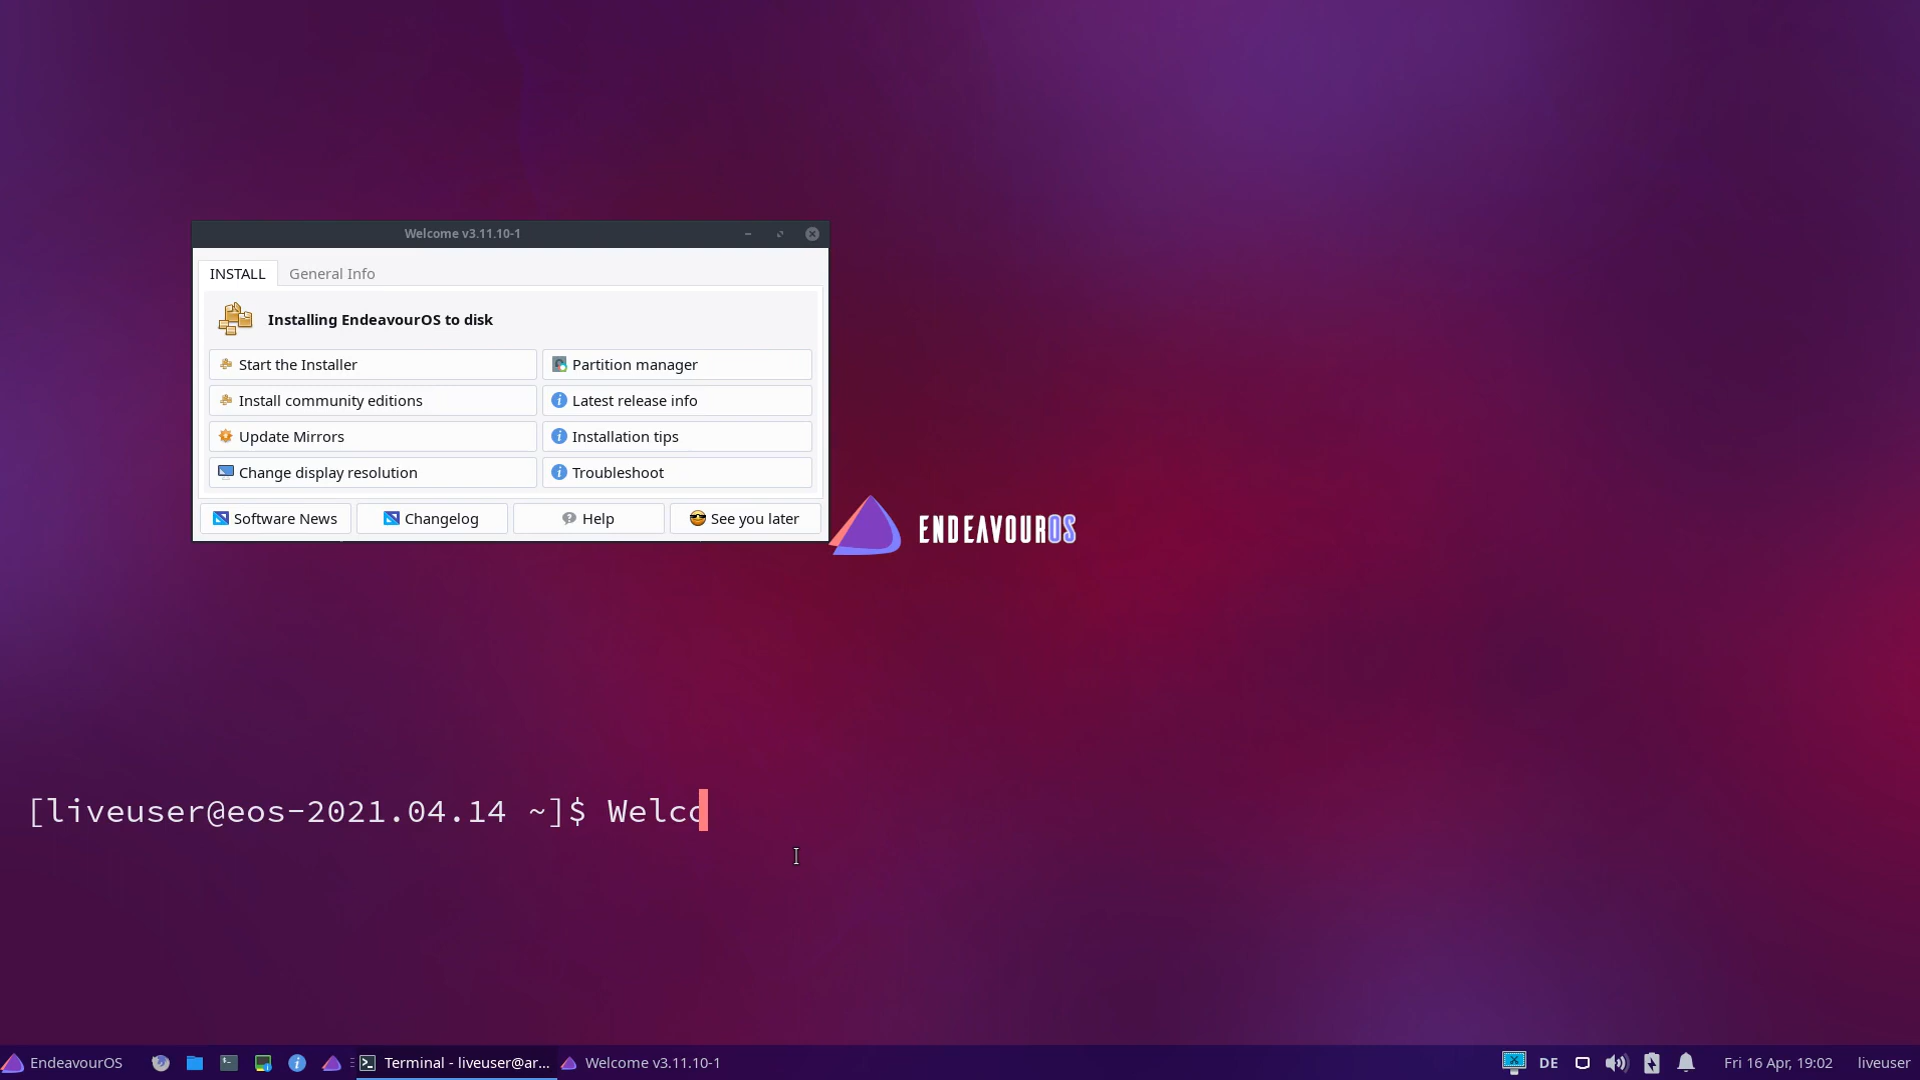 Welcome v3.11.10-1
INSTALL
General Info
Installing EndeavourOS to disk
Start the Installer
Partition manager
Install community editions
Latest release info
Update Mirrors
Installation tips
Change display resolution
Troubleshoot
Software News
Changelog
Help
See you later
ENDEAVOUROS
[liveuser@eos-2021.04.14 ~]$ Welcc
EndeavourOS
Terminal - liveuser@ar...
Welcome v3.11.10-1
DE
Fri 16 Apr, 19:02
liveuser